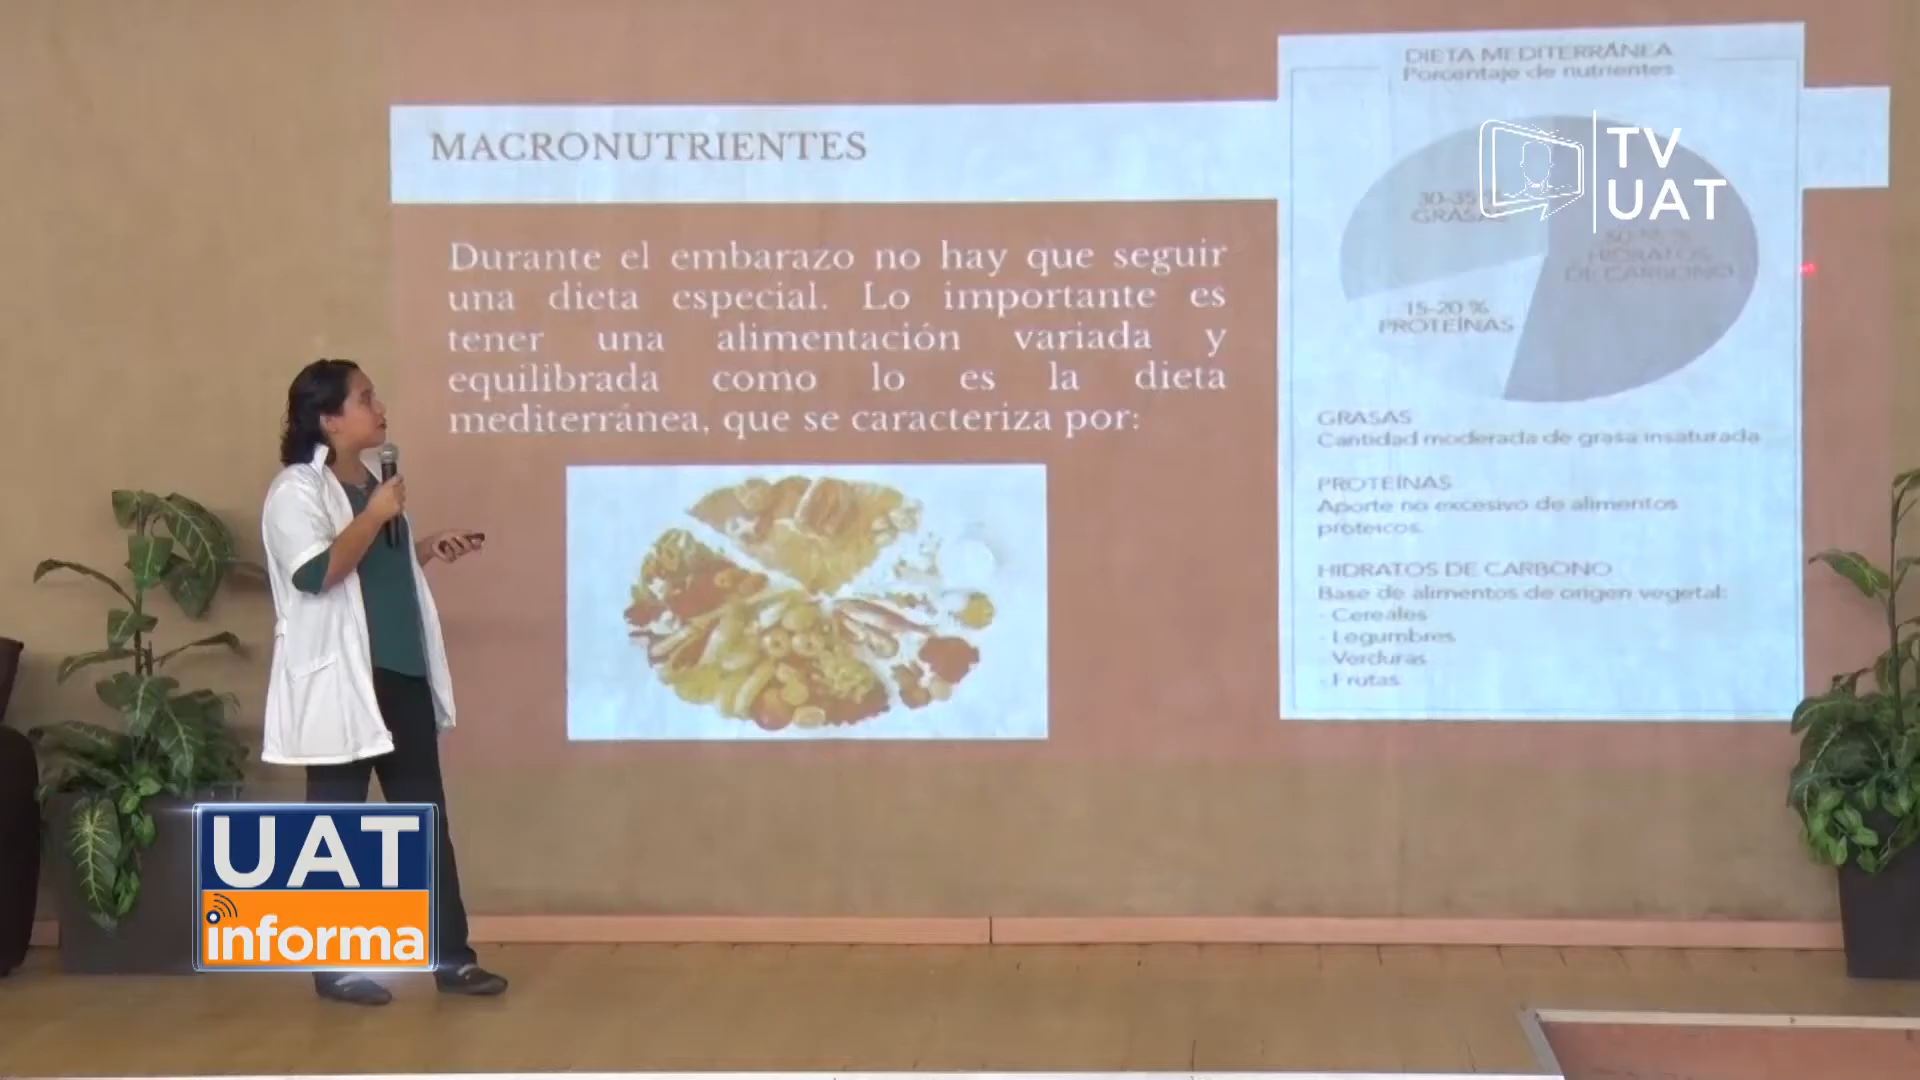 MACRONUTRIENTES
Durante el embarazo no hay que seguir
una dieta especial. Lo importante es
tener una alimentación variada y
equilibrada como lo es la dieta
mediterránea, que se caracteriza por:
DIETA MEDITERRÁNEA
Porcentaje de nutrientes
30-35 %
GRASAS
HIDRATOS
DE CARBONO
15-20 %
PROTEÍNAS
GRASAS
Cantidad moderada de grasa insaturada
PROTEÍNAS
Aporte no excesivo de alimentos
proteicos.
HIDRATOS DE CARBONO
Base de alimentos de origen vegetal:
- Cereales
- Legumbres
- Verduras
- Frutas
TV
UAT
UAT
informa